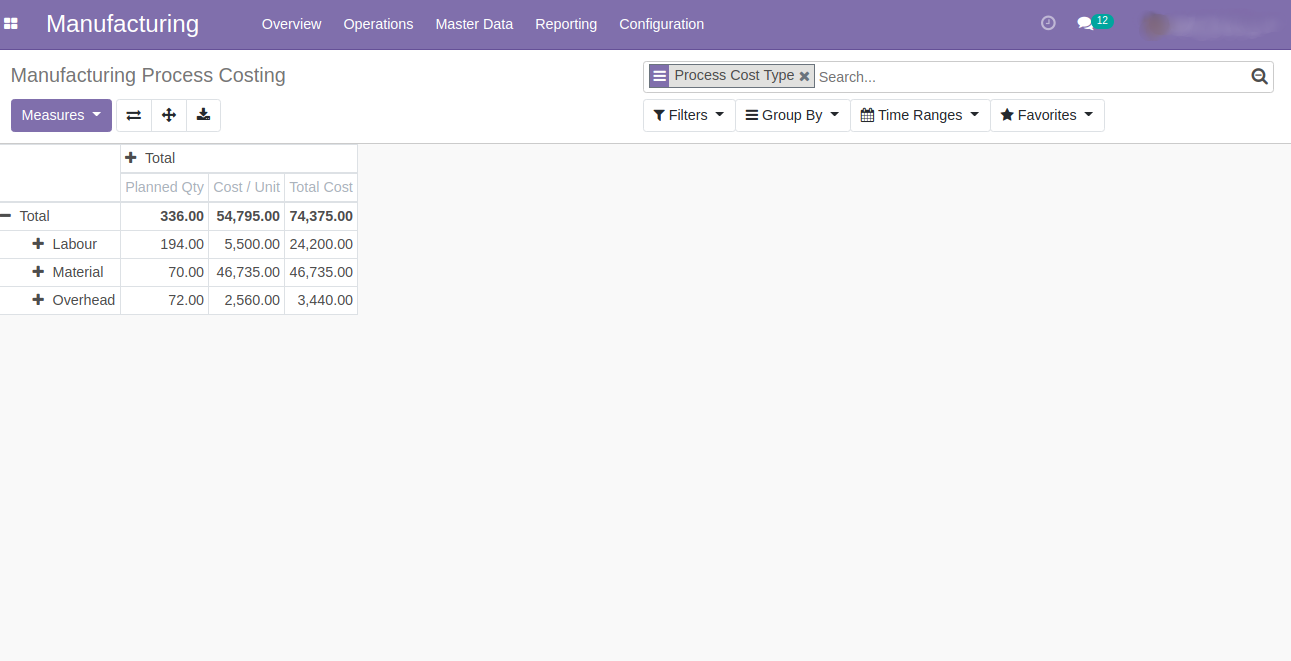 Manufacturing Overview Operations Master Data Reporting Configuration 12
Manufacturing Process Costing
Process Cost Type Search...
Measures
Filters Group By Time Ranges Favorites
Total
Planned Qty Cost / Unit Total Cost
Total 336.00 54,795.00 74,375.00
Labour 194.00 5,500.00 24,200.00
Material 70.00 46,735.00 46,735.00
Overhead 72.00 2,560.00 3,440.00